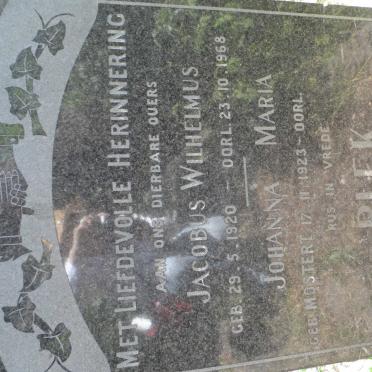 MET LIEFDEVOLLE HERINNERING
AAN ONS DIERBARE OUERS
JACOBUS WILHELMUS
GEB. 29. 5. 1920 – OORL. 23. 10. 1968
JOHANNA MARIA
GEB. MOSTERT 17. 11. 1923 – OORL.
RUS IN VREDE